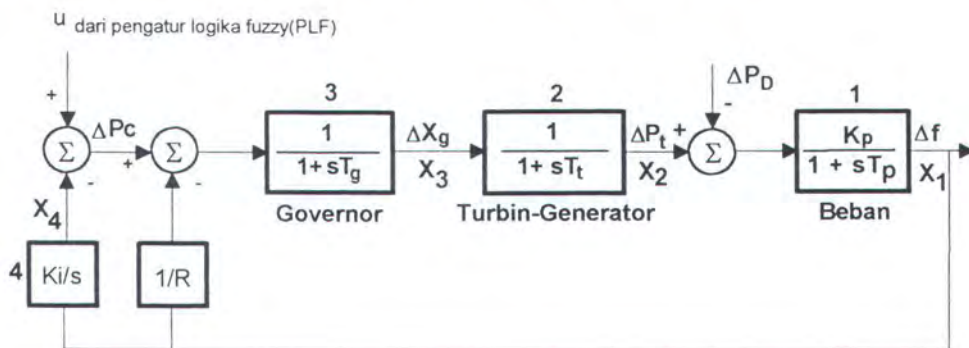 u dari pengatur logika fuzzy(PLF)
+
Σ
ΔPc
+
-
Σ
-
3
1
1+ sTg
Governor
ΔXg
X3
2
1
1+ sTt
Turbin-Generator
ΔPt
X2
+
ΔPD
-
Σ
1
Kp
1 + sTp
Beban
Δf
X1
X4
4
Ki/s
1/R